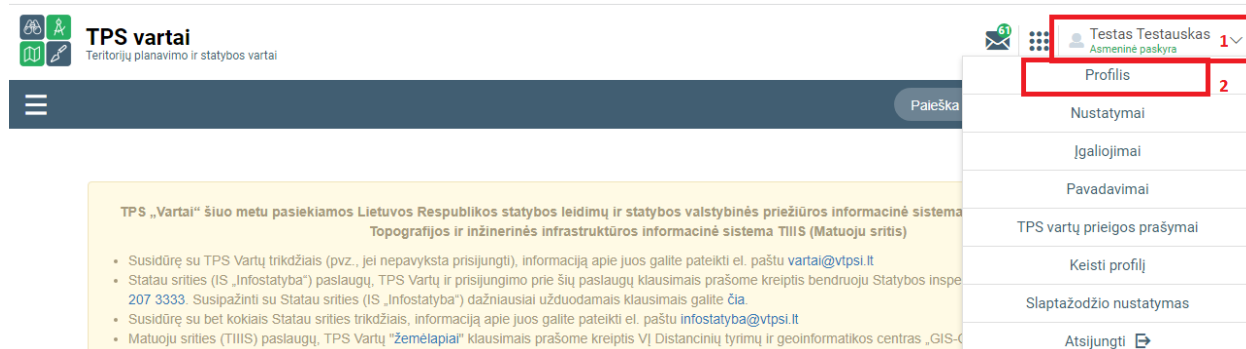 TPS vartai
Teritorijų planavimo ir statybos vartai
61
Testas Testauskas
Asmeninė paskyra
1
Profilis
2
Paieška
Nustatymai
Įgaliojimai
Pavadavimai
TPS vartų prieigos prašymai
Keisti profilį
Slaptažodžio nustatymas
Atsijungti
TPS „Vartai“ šiuo metu pasiekiamos Lietuvos Respublikos statybos leidimų ir statybos valstybinės priežiūros informacinė sistema
Topografijos ir inžinerinės infrastruktūros informacinė sistema TIIIS (Matuoju sritis)
• Susidūrę su TPS Vartų trikdžiais (pvz., jei nepavyksta prisijungti), informaciją apie juos galite pateikti el. paštu vartai@vtpsi.lt
• Statau srities (IS „Infostatyba“) paslaugų, TPS Vartų ir prisijungimo prie šių paslaugų klausimais prašome kreiptis bendruoju Statybos inspe
207 3333. Susipažinti su Statau srities (IS „Infostatyba“) dažniausiai užduodamais klausimais galite čia.
• Susidūrę su bet kokiais Statau srities trikdžiais, informaciją apie juos galite pateikti el. paštu infostatyba@vtpsi.lt
• Matuoju srities (TIIIS) paslaugų, TPS Vartų "žemėlapiai" klausimais prašome kreiptis VĮ Distancinių tyrimų ir geoinformatikos centras „GIS-